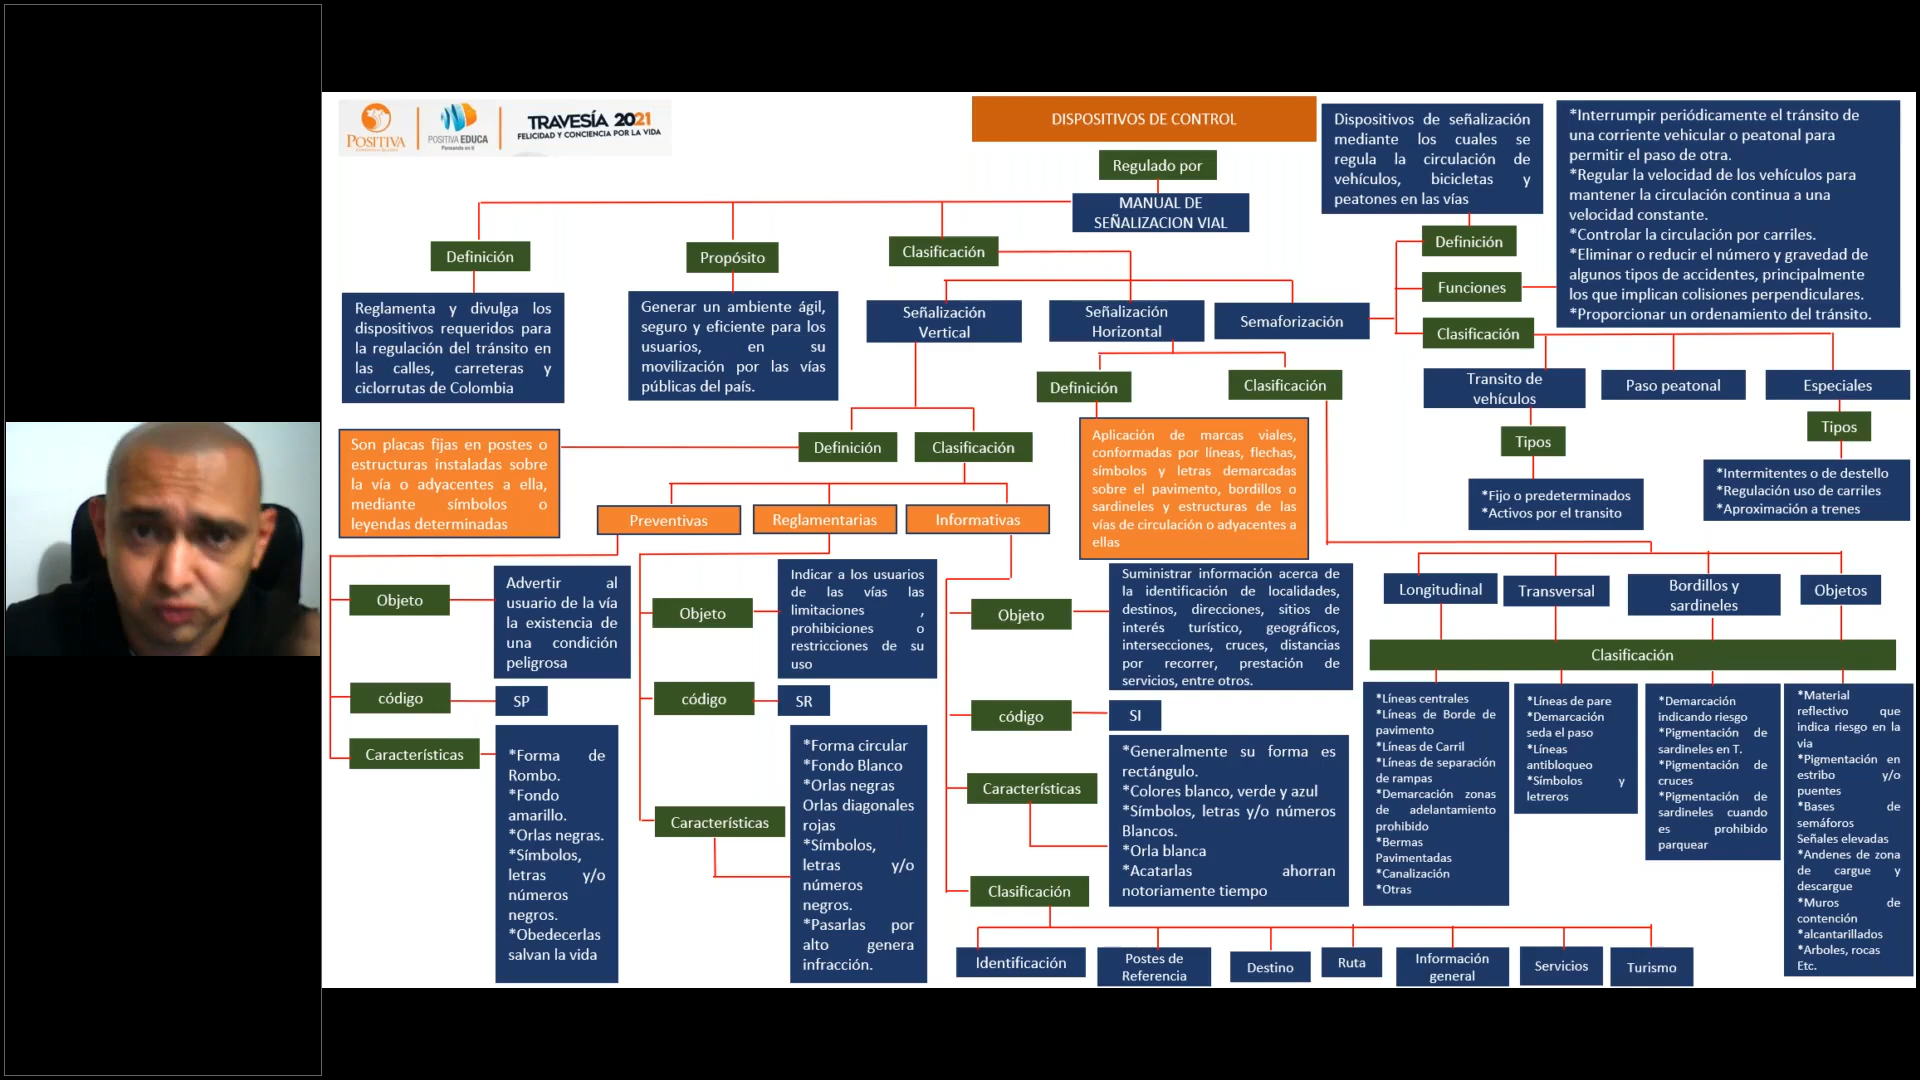 POSITIVA
POSITIVA EDUCA
Pensando en ti
TRAVESÍA 2021
FELICIDAD Y CONCIENCIA POR LA VIDA
DISPOSITIVOS DE CONTROL
Regulado por
MANUAL DE
SEÑALIZACION VIAL
Definición
Reglamenta y divulga los
dispositivos requeridos para
la regulación del tránsito en
las calles, carreteras y
ciclorrutas de Colombia
Propósito
Generar un ambiente ágil,
seguro y eficiente para los
usuarios, en su
movilización por las vías
públicas del país.
Clasificación
Señalización
Vertical
Señalización
Horizontal
Semaforización
Dispositivos de señalización
mediante los cuales se
regula la circulación de
vehículos, bicicletas y
peatones en las vías
Definición
Funciones
Clasificación
*Interrumpir periódicamente el tránsito de
una corriente vehicular o peatonal para
permitir el paso de otra.
*Regular la velocidad de los vehículos para
mantener la circulación continua a una
velocidad constante.
*Controlar la circulación por carriles.
*Eliminar o reducir el número y gravedad de
algunos tipos de accidentes, principalmente
los que implican colisiones perpendiculares.
*Proporcionar un ordenamiento del tránsito.
Transito de
vehículos
Paso peatonal
Especiales
Tipos
*Fijo o predeterminados
*Activos por el transito
Tipos
*Intermitentes o de destello
*Regulación uso de carriles
*Aproximación a trenes
Definición
Clasificación
Son placas fijas en postes o
estructuras instaladas sobre
la vía o adyacentes a ella,
mediante símbolos o
leyendas determinadas
Definición
Clasificación
Aplicación de marcas viales,
conformadas por líneas, flechas,
símbolos y letras demarcadas
sobre el pavimento, bordillos o
sardineles y estructuras de las
vías de circulación o adyacentes a
ellas
Preventivas
Reglamentarias
Informativas
Objeto
Advertir al
usuario de la vía
la existencia de
una condición
peligrosa
código
SP
Características
*Forma de
Rombo.
*Fondo
amarillo.
*Orlas negras.
*Símbolos,
letras y/o
números
negros.
*Obedecerlas
salvan la vida
Objeto
Indicar a los usuarios
de las vías las
limitaciones ,
prohibiciones o
restricciones de su
uso
código
SR
Características
*Forma circular
*Fondo Blanco
*Orlas negras
Orlas diagonales
rojas
*Símbolos,
letras y/o
números
negros.
*Pasarlas por
alto genera
infracción.
Objeto
Suministrar información acerca de
la identificación de localidades,
destinos, direcciones, sitios de
interés turístico, geográficos,
intersecciones, cruces, distancias
por recorrer, prestación de
servicios, entre otros.
código
SI
Características
*Generalmente su forma es
rectángulo.
*Colores blanco, verde y azul
*Símbolos, letras y/o números
Blancos.
*Orla blanca
*Acatarlas ahorran
notoriamente tiempo
Clasificación
Identificación
Postes de
Referencia
Destino
Ruta
Información
general
Servicios
Turismo
Longitudinal
Transversal
Bordillos y
sardineles
Objetos
Clasificación
*Líneas centrales
*Líneas de Borde de
pavimento
*Líneas de Carril
*Líneas de separación
de rampas
*Demarcación zonas
de adelantamiento
prohibido
*Bermas
Pavimentadas
*Canalización
*Otras
*Líneas de pare
*Demarcación
seda el paso
*Líneas
antibloqueo
*Símbolos y
letreros
*Demarcación
indicando riesgo
*Pigmentación de
sardineles en T.
*Pigmentación de
cruces
*Pigmentación de
sardineles cuando
es prohibido
parquear
*Material
reflectivo que
indica riesgo en la
via
*Pigmentación en
estribo y/o
puentes
*Bases de
semáforos
Señales elevadas
*Andenes de zona
de cargue y
descargue
*Muros de
contención
*alcantarillados
*Arboles, rocas
Etc.